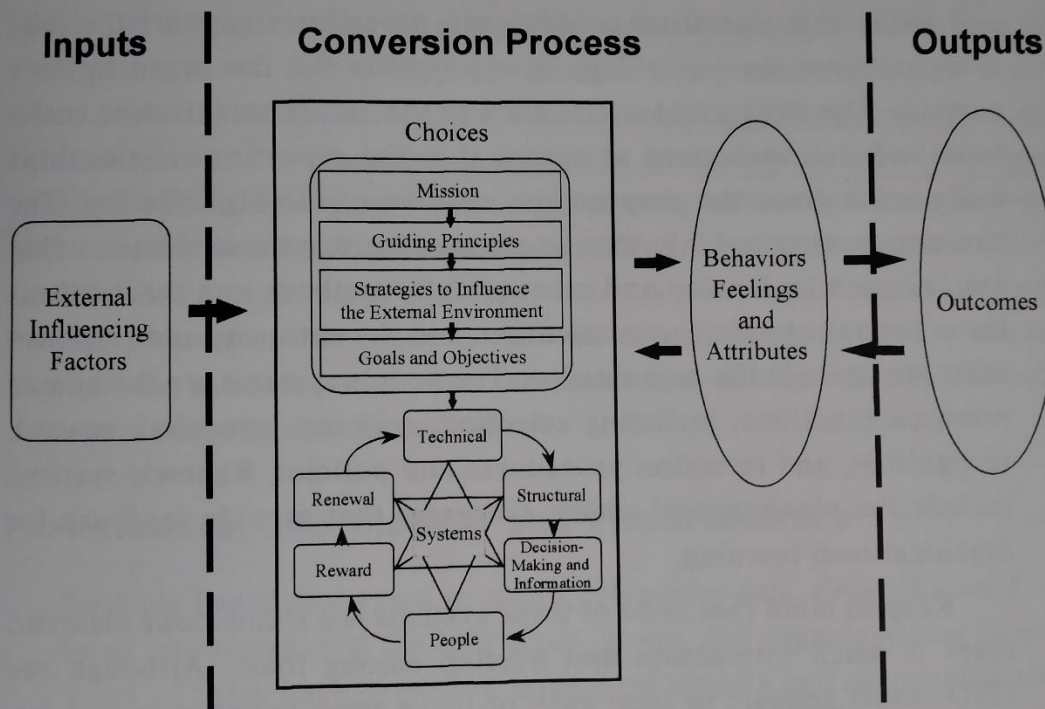 Inputs
Conversion Process
Outputs
Choices
Mission
Guiding Principles
Strategies to Influence
the External Environment
Goals and Objectives
External
Influencing
Factors
Behaviors
Feelings
and
Attributes
Outcomes
Technical
Renewal
Structural
Systems
Reward
Decision-
Making and
Information
People